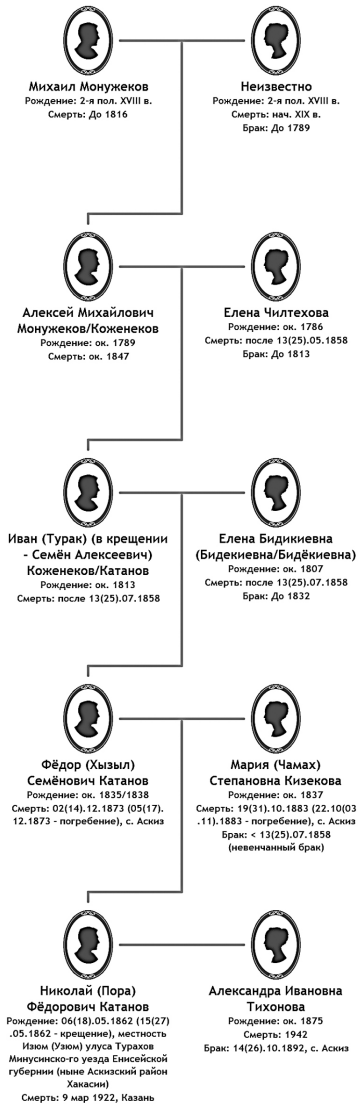 Михаил Монужеков
Рождение: 2-я пол. XVIII в.
Смерть: До 1816
Неизвестно
Рождение: 2-я пол. XVIII в.
Смерть: нач. XIX в.
Брак: До 1789
Алексей Михайлович
Монужеков/Коженеков
Рождение: ок. 1789
Смерть: ок. 1847
Елена Чилтехова
Рождение: ок. 1786
Смерть: после 13(25).05.1858
Брак: До 1813
Иван (Турак) (в крещении
- Семён Алексеевич)
Коженеков/Катанов
Рождение: ок. 1813
Смерть: после 13(25).07.1858
Елена Бидикиевна
(Бидекиевна/Бидёкиевна)
Рождение: ок. 1807
Смерть: после 13(25).07.1858
Брак: До 1832
Фёдор (Хызыл)
Семёнович Катанов
Рождение: ок. 1835/1838
Смерть: 02(14).12.1873 (05(17).
12.1873 - погребение), с. Аскиз
Мария (Чамах)
Степановна Кизекова
Рождение: ок. 1837
Смерть: 19(31).10.1883 (22.10(03
.11).1883 - погребение), с. Аскиз
Брак: < 13(25).07.1858
(невенчанный брак)
Николай (Пора)
Фёдорович Катанов
Рождение: 06(18).05.1862 (15(27)
.05.1862 - крещение), местность
Изюм (Узюм) улуса Турахов
Минусинско-го уезда Енисейской
губернии (ныне Аскизский район
Хакасии)
Смерть: 9 мар 1922, Казань
Александра Ивановна
Тихонова
Рождение: ок. 1875
Смерть: 1942
Брак: 14(26).10.1892, с. Аскиз